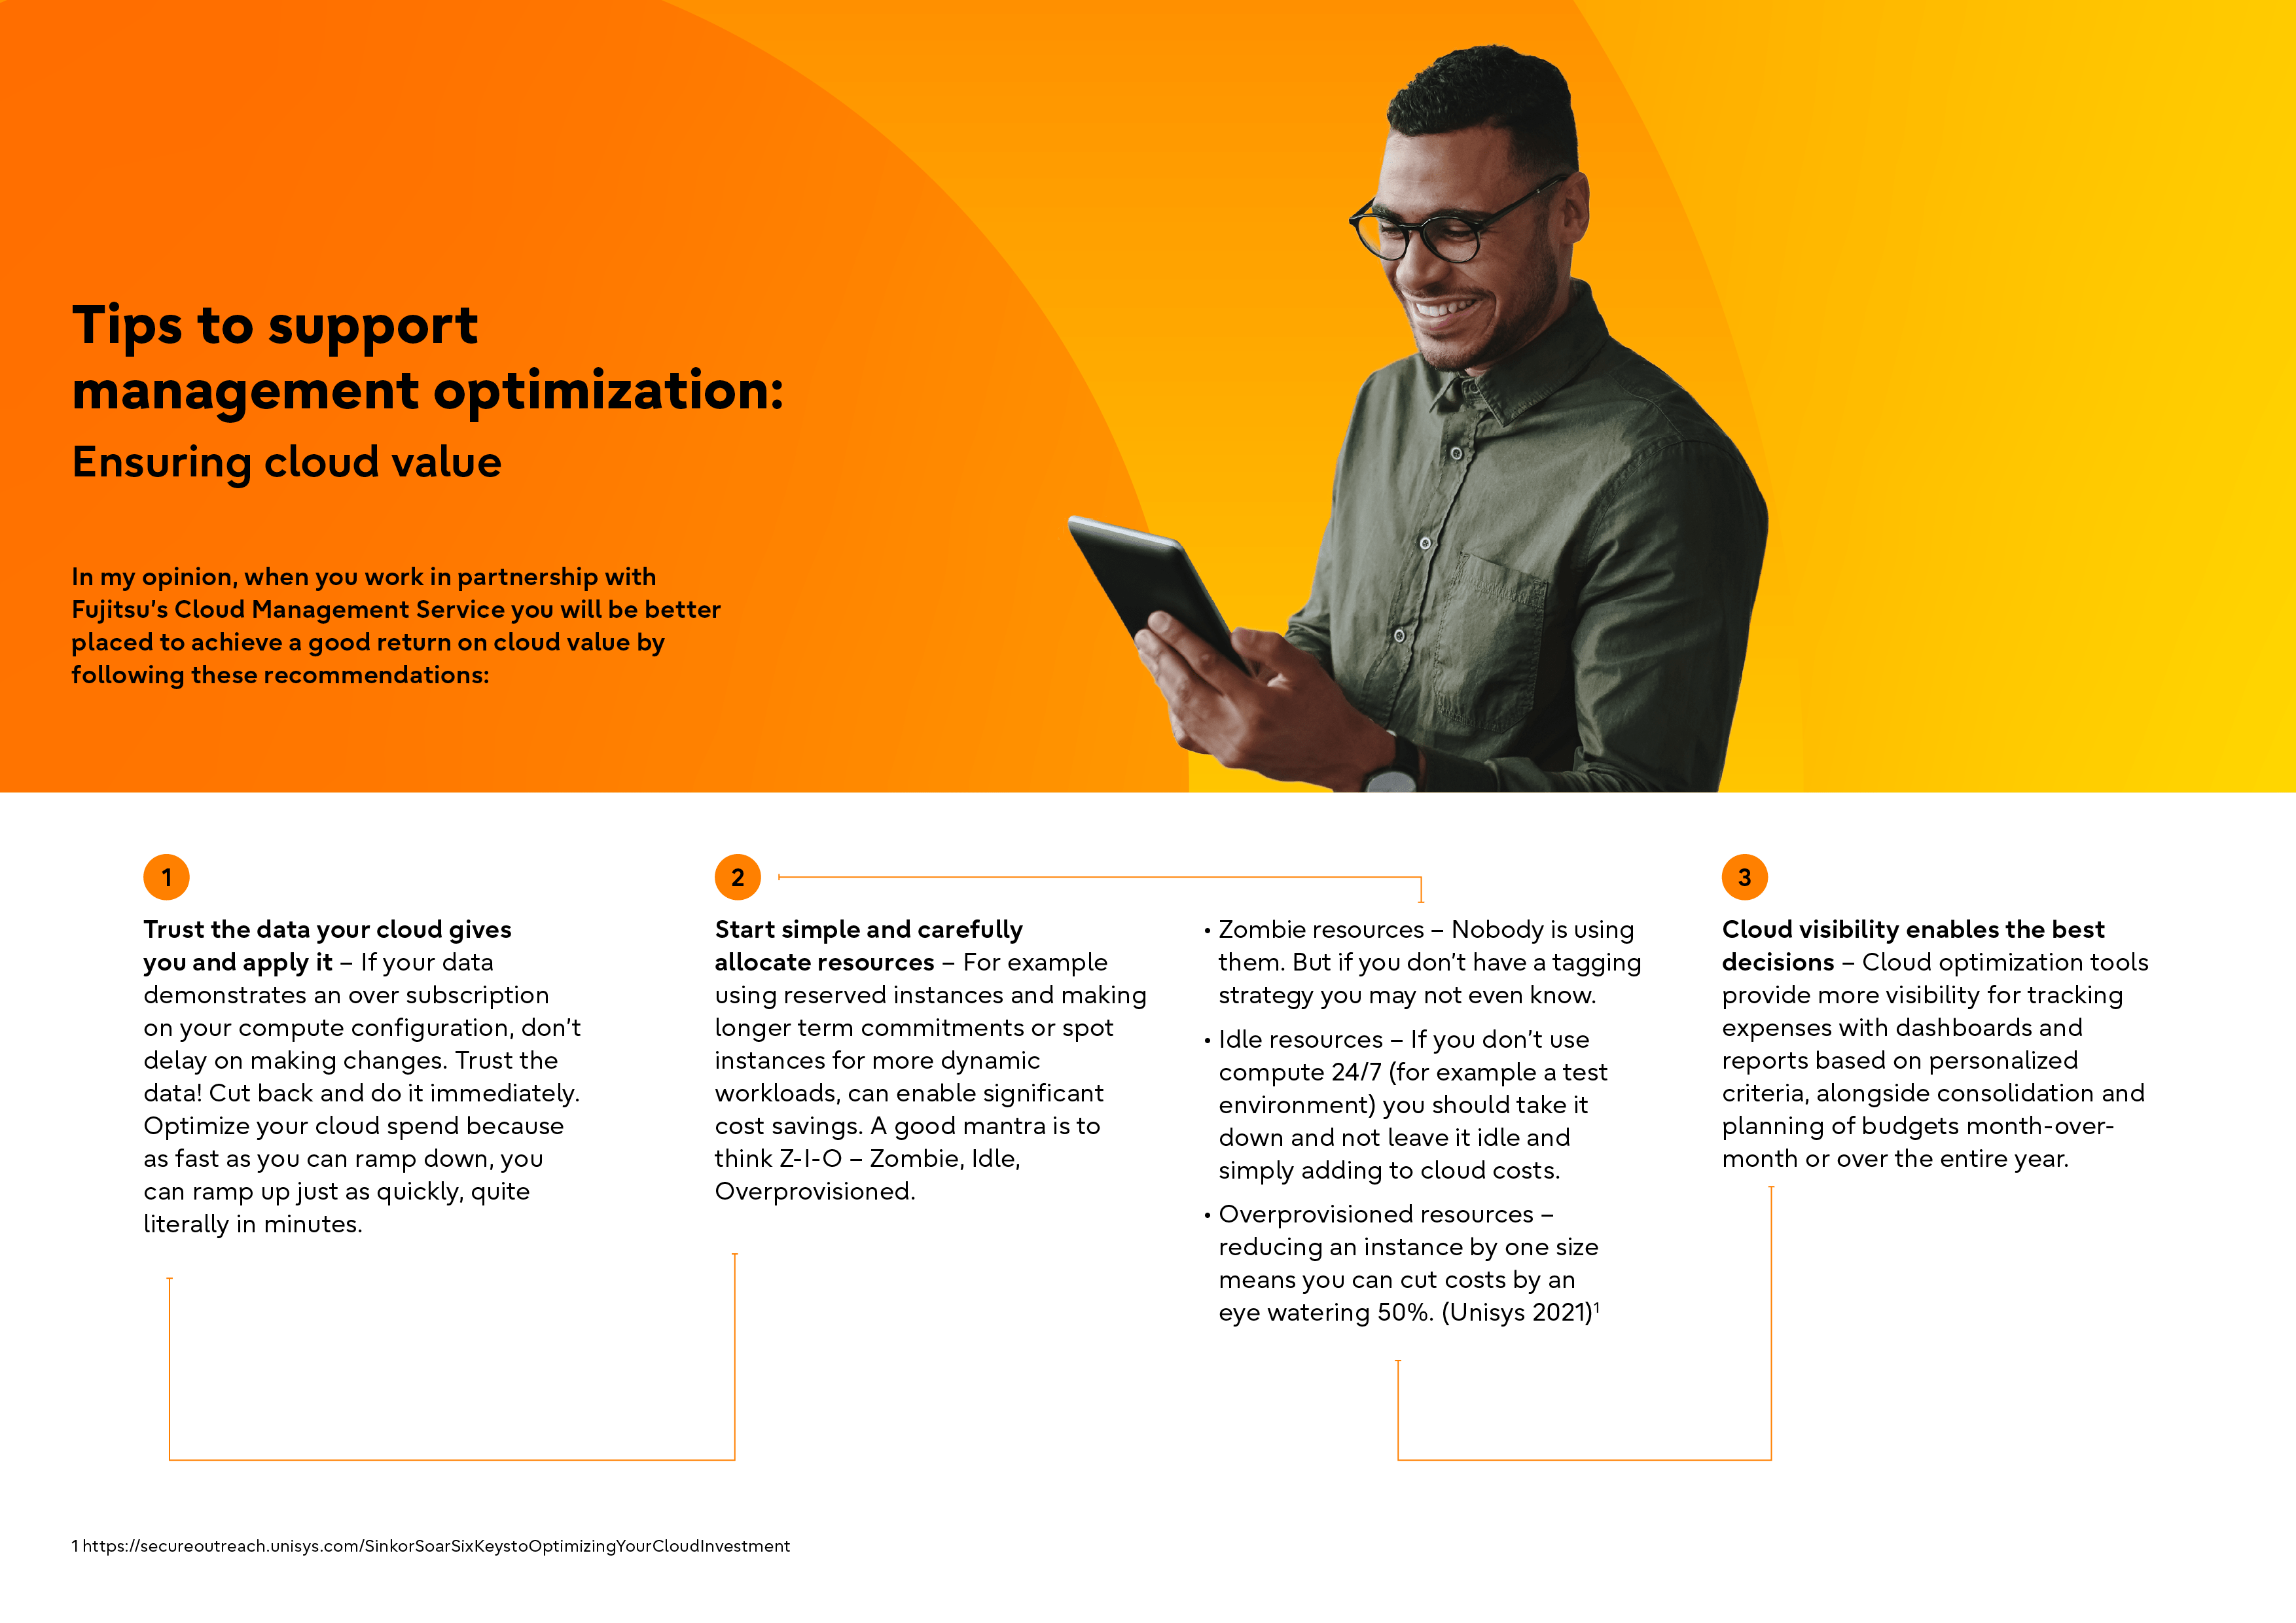 Tips to support
management optimization:
Ensuring cloud value
In my opinion, when you work in partnership with
Fujitsu’s Cloud Management Service you will be better
placed to achieve a good return on cloud value by
following these recommendations:
1
Trust the data your cloud gives
you and apply it – If your data
demonstrates an over subscription
on your compute configuration, don’t
delay on making changes. Trust the
data! Cut back and do it immediately.
Optimize your cloud spend because
as fast as you can ramp down, you
can ramp up just as quickly, quite
literally in minutes.
2
Start simple and carefully
allocate resources – For example
using reserved instances and making
longer term commitments or spot
instances for more dynamic
workloads, can enable significant
cost savings. A good mantra is to
think Z-I-O – Zombie, Idle,
Overprovisioned.
• Zombie resources – Nobody is using
them. But if you don’t have a tagging
strategy you may not even know.
• Idle resources – If you don’t use
compute 24/7 (for example a test
environment) you should take it
down and not leave it idle and
simply adding to cloud costs.
• Overprovisioned resources –
reducing an instance by one size
means you can cut costs by an
eye watering 50%. (Unisys 2021)¹
3
Cloud visibility enables the best
decisions – Cloud optimization tools
provide more visibility for tracking
expenses with dashboards and
reports based on personalized
criteria, alongside consolidation and
planning of budgets month-over-
month or over the entire year.
1 https://secureoutreach.unisys.com/SinkorSoarSixKeystoOptimizingYourCloudInvestment